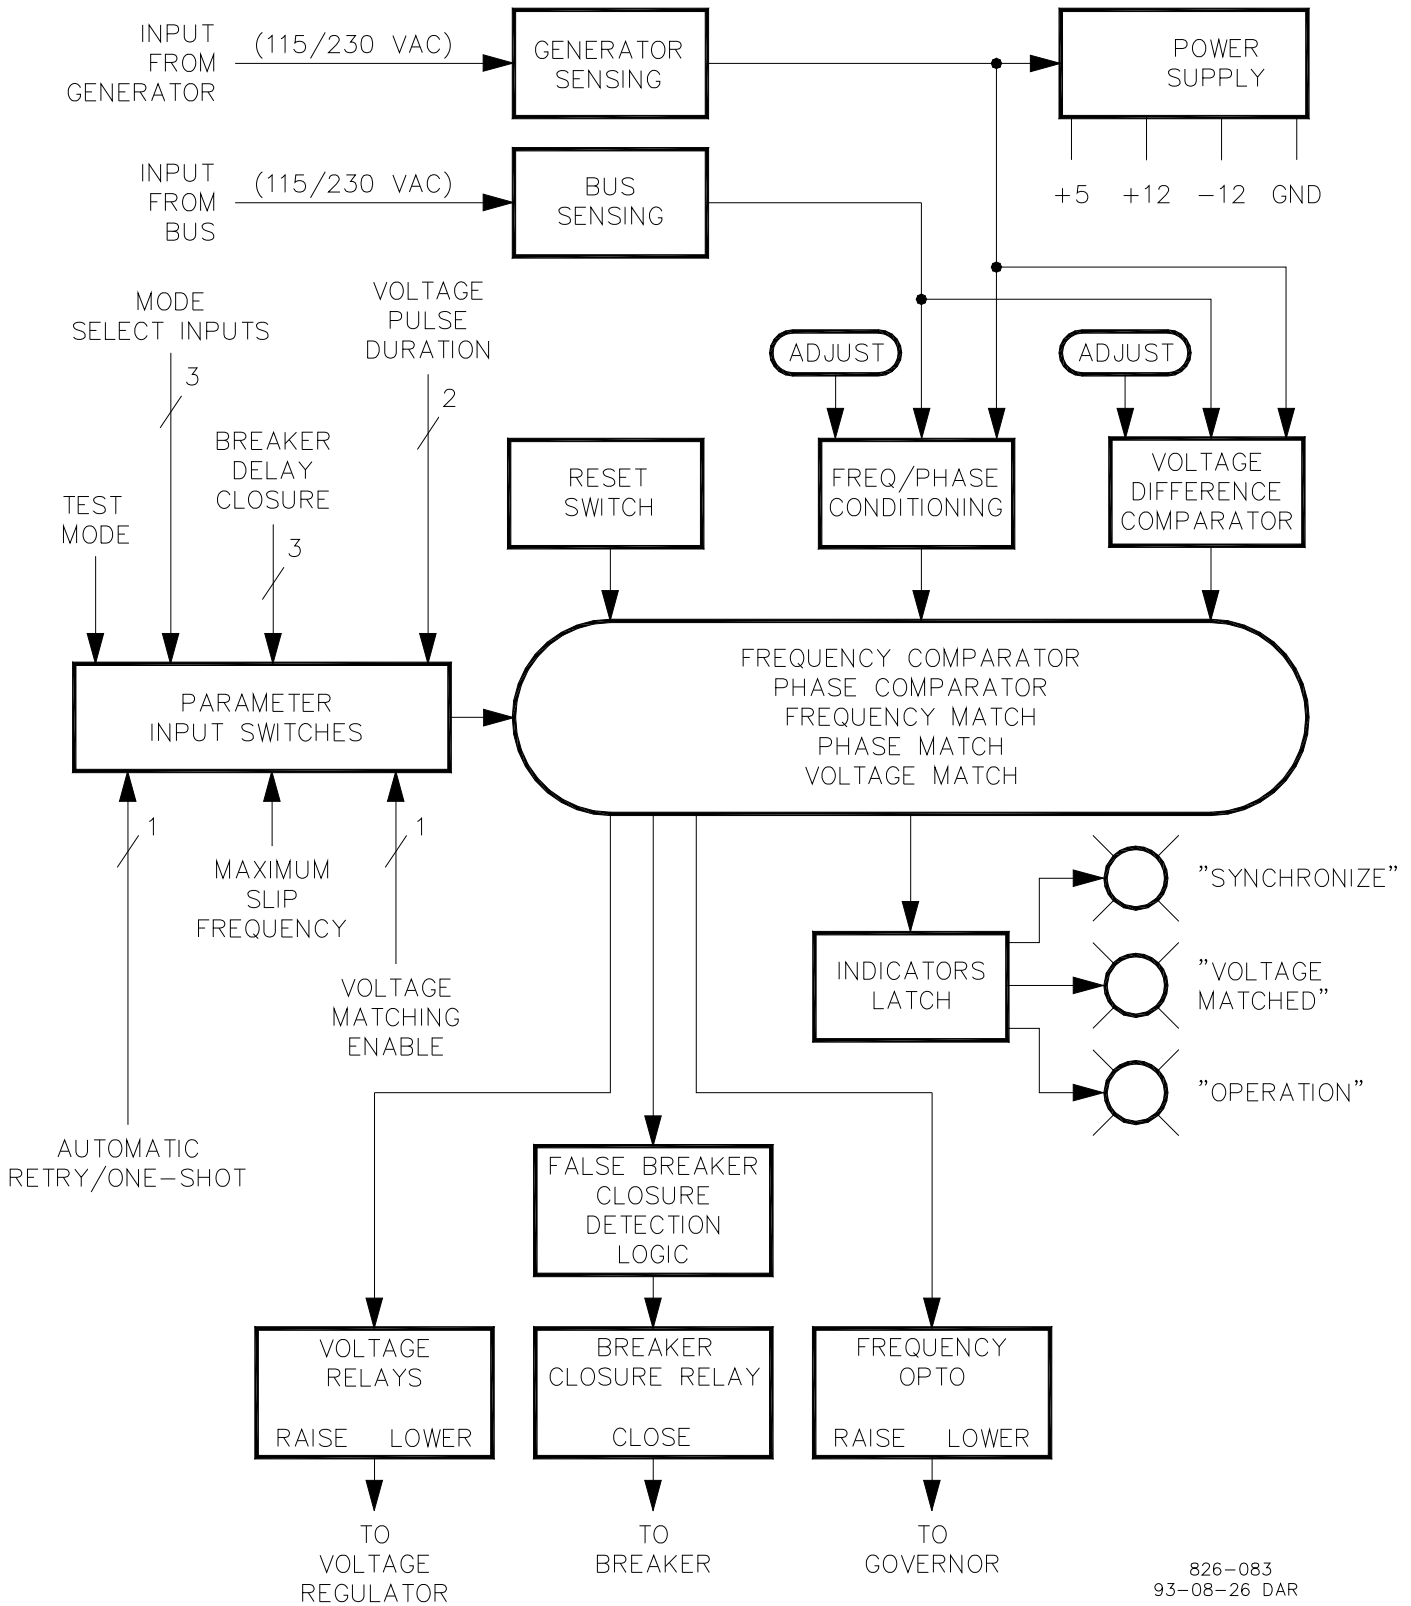 INPUT
FROM
GENERATOR
(115/230 VAC)
GENERATOR
SENSING
POWER
SUPPLY
+5
+12
-12
GND
INPUT
FROM
BUS
(115/230 VAC)
BUS
SENSING
MODE
SELECT INPUTS
3
VOLTAGE
PULSE
DURATION
2
BREAKER
DELAY
CLOSURE
3
TEST
MODE
ADJUST
ADJUST
RESET
SWITCH
FREQ/PHASE
CONDITIONING
VOLTAGE
DIFFERENCE
COMPARATOR
PARAMETER
INPUT SWITCHES
FREQUENCY COMPARATOR
PHASE COMPARATOR
FREQUENCY MATCH
PHASE MATCH
VOLTAGE MATCH
1
MAXIMUM
SLIP
FREQUENCY
1
VOLTAGE
MATCHING
ENABLE
AUTOMATIC
RETRY/ONE-SHOT
INDICATORS
LATCH
"SYNCHRONIZE"
"VOLTAGE
MATCHED"
"OPERATION"
FALSE BREAKER
CLOSURE
DETECTION
LOGIC
VOLTAGE
RELAYS
RAISE LOWER
BREAKER
CLOSURE RELAY
CLOSE
FREQUENCY
OPTO
RAISE LOWER
TO
VOLTAGE
REGULATOR
TO
BREAKER
TO
GOVERNOR
826-083
93-08-26 DAR